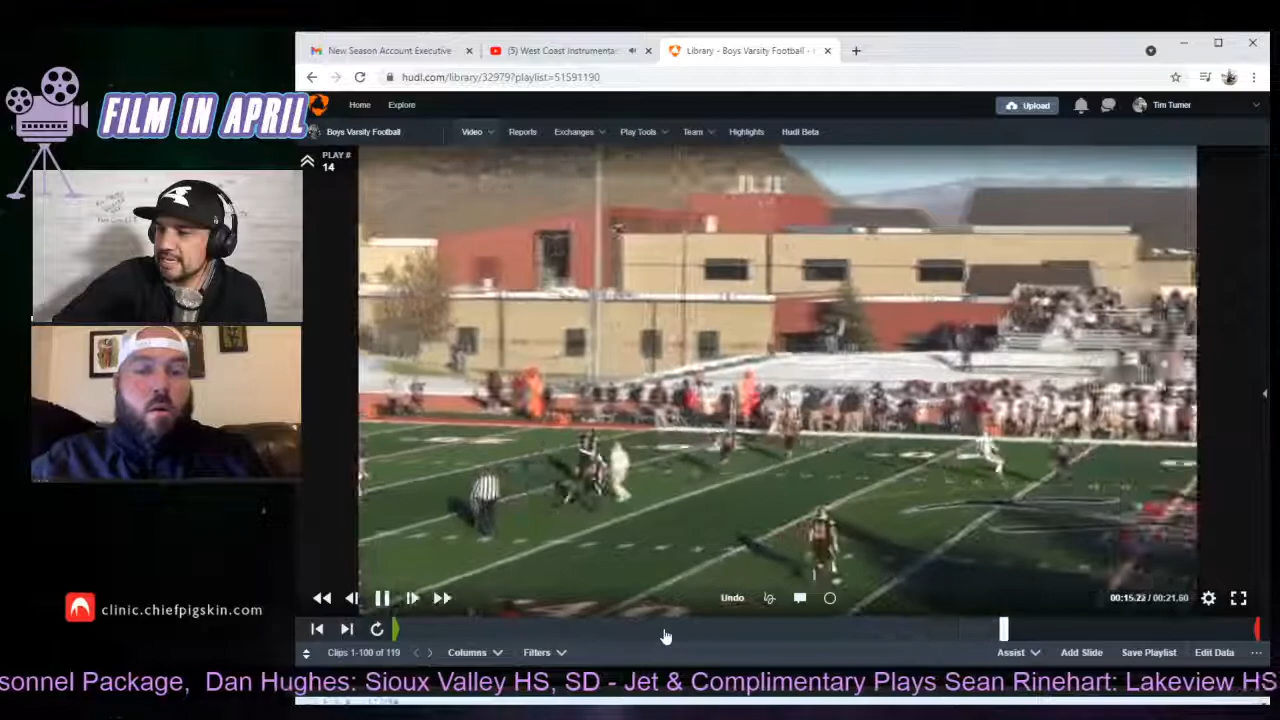 New Season Account Executive
(5) West Coast Instrumenta
Library - Boys Varsity Football -
hudl.com/library/32979?playlist=51591190
FILM IN APRIL
Home Explore Upload Tim Turner
Boys Varsity Football Video Reports Exchanges Play Tools Team Highlights Hudl Beta
PLAY #
14
Undo 00:15.22 / 00:21.60
Clips 1-100 of 119 Columns Filters Assist Add Slide Save Playlist Edit Data
clinic.chiefpigskin.com
sonnel Package, Dan Hughes: Sioux Valley HS, SD - Jet & Complimentary Plays Sean Rinehart: Lakeview HS